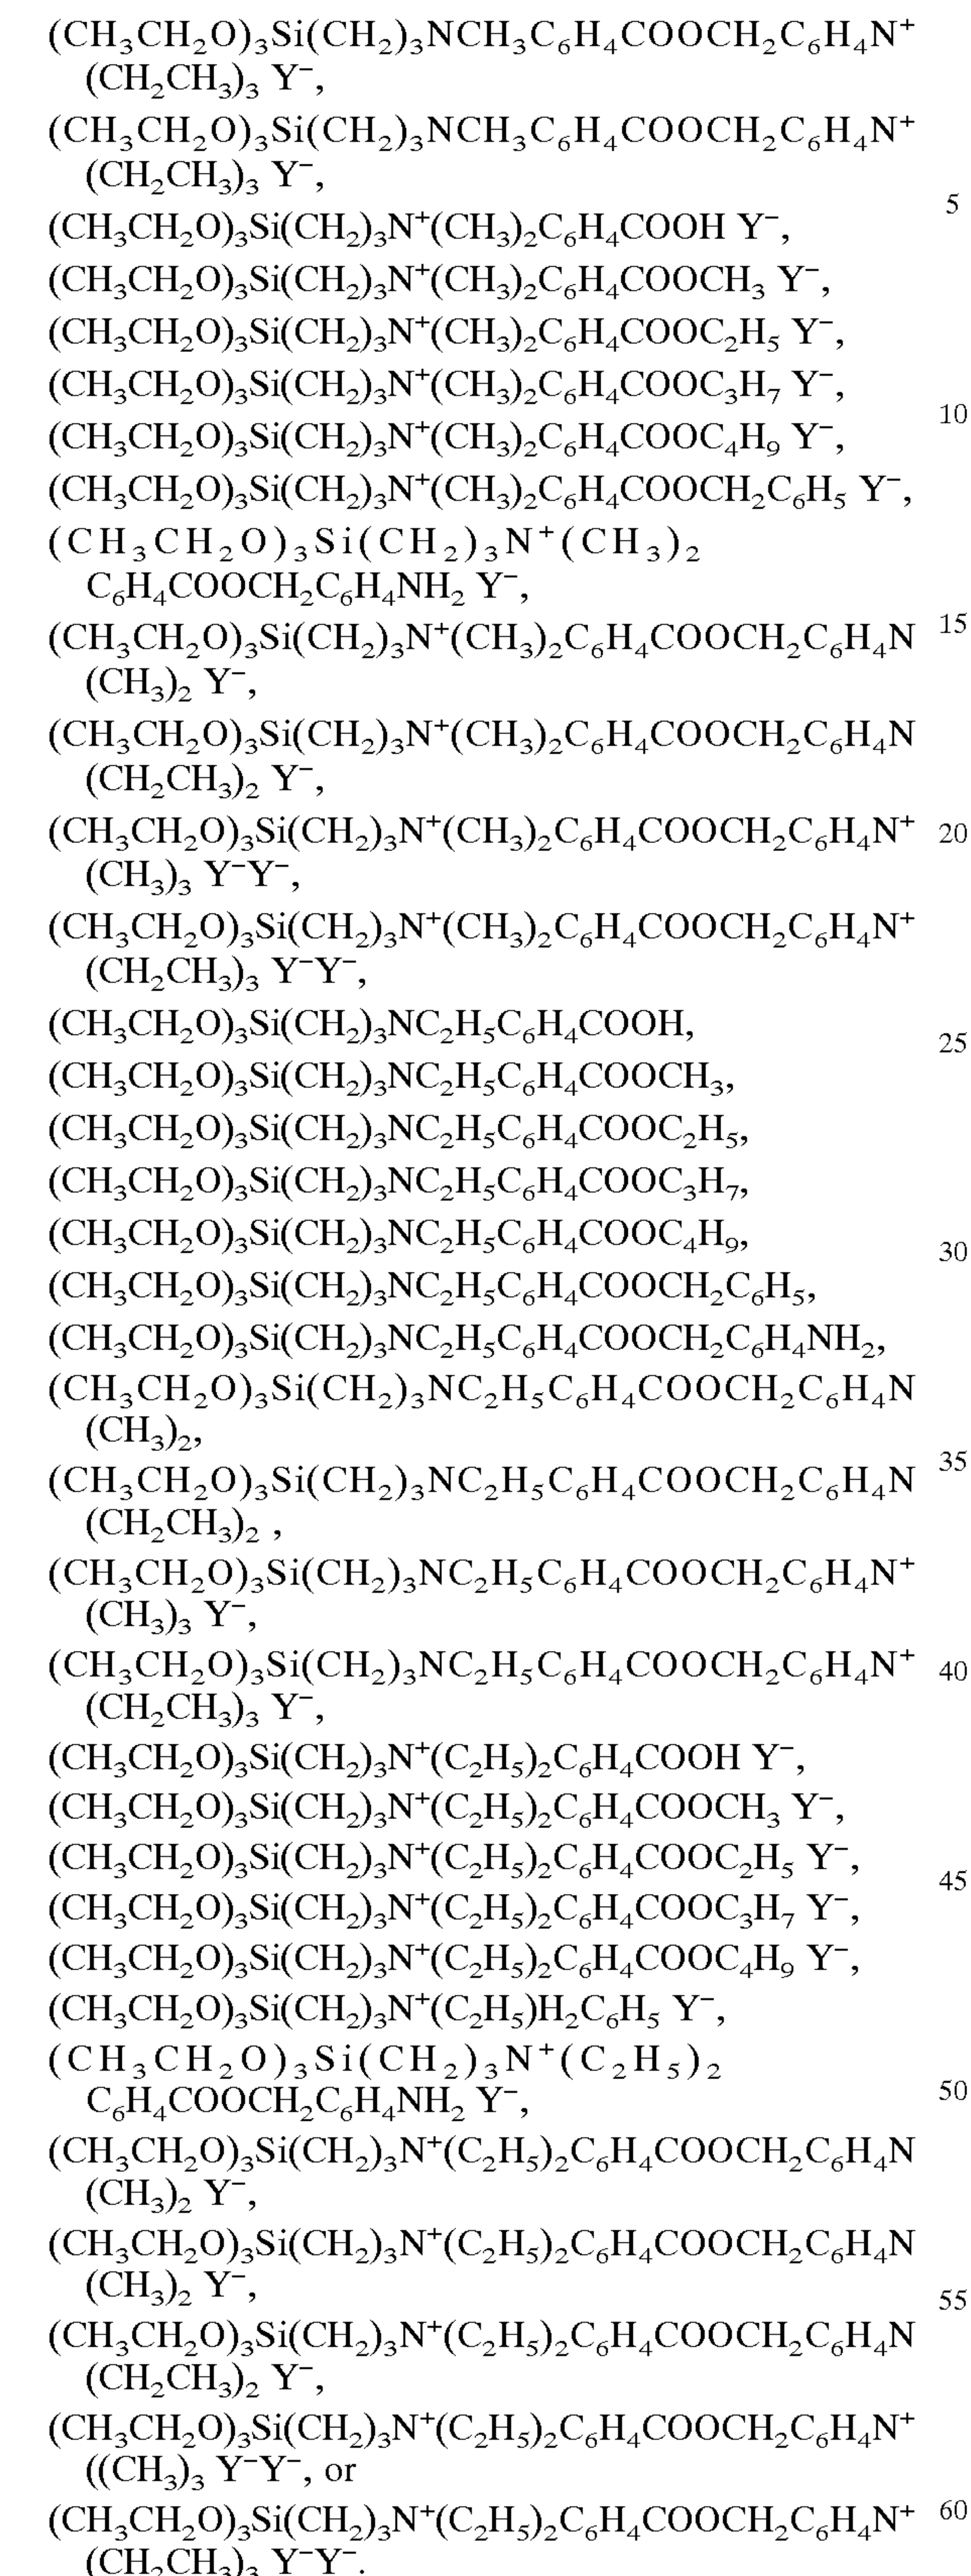 (CH₃CH₂O)₃Si(CH₂)₃NCH₃C₆H₄COOCH₂C₆H₄N⁺
(CH₂CH₃)₃ Y⁻,
(CH₃CH₂O)₃Si(CH₂)₃NCH₃C₆H₄COOCH₂C₆H₄N⁺
(CH₂CH₃)₃ Y⁻,
5
(CH₃CH₂O)₃Si(CH₂)₃N⁺(CH₃)₂C₆H₄COOH Y⁻,
(CH₃CH₂O)₃Si(CH₂)₃N⁺(CH₃)₂C₆H₄COOCH₃ Y⁻,
(CH₃CH₂O)₃Si(CH₂)₃N⁺(CH₃)₂C₆H₄COOC₂H₅ Y⁻,
(CH₃CH₂O)₃Si(CH₂)₃N⁺(CH₃)₂C₆H₄COOC₃H₇ Y⁻,
10
(CH₃CH₂O)₃Si(CH₂)₃N⁺(CH₃)₂C₆H₄COOC₄H₉ Y⁻,
(CH₃CH₂O)₃Si(CH₂)₃N⁺(CH₃)₂C₆H₄COOCH₂C₆H₅ Y⁻,
(CH₃CH₂O)₃Si(CH₂)₃N⁺(CH₃)₂
C₆H₄COOCH₂C₆H₄NH₂ Y⁻,
(CH₃CH₂O)₃Si(CH₂)₃N⁺(CH₃)₂C₆H₄COOCH₂C₆H₄N 15
(CH₃)₂ Y⁻,
(CH₃CH₂O)₃Si(CH₂)₃N⁺(CH₃)₂C₆H₄COOCH₂C₆H₄N
(CH₂CH₃)₂ Y⁻,
(CH₃CH₂O)₃Si(CH₂)₃N⁺(CH₃)₂C₆H₄COOCH₂C₆H₄N⁺ 20
(CH₃)₃ Y⁻Y⁻,
(CH₃CH₂O)₃Si(CH₂)₃N⁺(CH₃)₂C₆H₄COOCH₂C₆H₄N⁺
(CH₂CH₃)₃ Y⁻Y⁻,
(CH₃CH₂O)₃Si(CH₂)₃NC₂H₅C₆H₄COOH, 25
(CH₃CH₂O)₃Si(CH₂)₃NC₂H₅C₆H₄COOCH₃,
(CH₃CH₂O)₃Si(CH₂)₃NC₂H₅C₆H₄COOC₂H₅,
(CH₃CH₂O)₃Si(CH₂)₃NC₂H₅C₆H₄COOC₃H₇,
(CH₃CH₂O)₃Si(CH₂)₃NC₂H₅C₆H₄COOC₄H₉, 30
(CH₃CH₂O)₃Si(CH₂)₃NC₂H₅C₆H₄COOCH₂C₆H₅,
(CH₃CH₂O)₃Si(CH₂)₃NC₂H₅C₆H₄COOCH₂C₆H₄NH₂,
(CH₃CH₂O)₃Si(CH₂)₃NC₂H₅C₆H₄COOCH₂C₆H₄N
(CH₃)₂,
35
(CH₃CH₂O)₃Si(CH₂)₃NC₂H₅C₆H₄COOCH₂C₆H₄N
(CH₂CH₃)₂ ,
(CH₃CH₂O)₃Si(CH₂)₃NC₂H₅C₆H₄COOCH₂C₆H₄N⁺
(CH₃)₃ Y⁻,
(CH₃CH₂O)₃Si(CH₂)₃NC₂H₅C₆H₄COOCH₂C₆H₄N⁺ 40
(CH₂CH₃)₃ Y⁻,
(CH₃CH₂O)₃Si(CH₂)₃N⁺(C₂H₅)₂C₆H₄COOH Y⁻,
(CH₃CH₂O)₃Si(CH₂)₃N⁺(C₂H₅)₂C₆H₄COOCH₃ Y⁻,
(CH₃CH₂O)₃Si(CH₂)₃N⁺(C₂H₅)₂C₆H₄COOC₂H₅ Y⁻,
45
(CH₃CH₂O)₃Si(CH₂)₃N⁺(C₂H₅)₂C₆H₄COOC₃H₇ Y⁻,
(CH₃CH₂O)₃Si(CH₂)₃N⁺(C₂H₅)₂C₆H₄COOC₄H₉ Y⁻,
(CH₃CH₂O)₃Si(CH₂)₃N⁺(C₂H₅)H₂C₆H₅ Y⁻,
(CH₃CH₂O)₃Si(CH₂)₃N⁺(C₂H₅)₂
C₆H₄COOCH₂C₆H₄NH₂ Y⁻, 50
(CH₃CH₂O)₃Si(CH₂)₃N⁺(C₂H₅)₂C₆H₄COOCH₂C₆H₄N
(CH₃)₂ Y⁻,
(CH₃CH₂O)₃Si(CH₂)₃N⁺(C₂H₅)₂C₆H₄COOCH₂C₆H₄N
(CH₃)₂ Y⁻, 55
(CH₃CH₂O)₃Si(CH₂)₃N⁺(C₂H₅)₂C₆H₄COOCH₂C₆H₄N
(CH₂CH₃)₂ Y⁻,
(CH₃CH₂O)₃Si(CH₂)₃N⁺(C₂H₅)₂C₆H₄COOCH₂C₆H₄N⁺
((CH₃)₃ Y⁻Y⁻, or
(CH₃CH₂O)₃Si(CH₂)₃N⁺(C₂H₅)₂C₆H₄COOCH₂C₆H₄N⁺ 60
(CH₂CH₃)₃ Y⁻Y⁻.